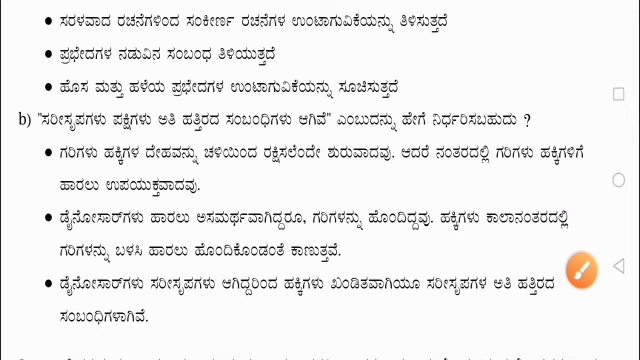 ● ಸರಳವಾದ ರಚನೆಗಳಿಂದ ಸಂಕೀರ್ಣ ರಚನೆಗಳ ಉಂಟಾಗುವಿಕೆಯನ್ನು ತಿಳಿಸುತ್ತದೆ
● ಪ್ರಭೇದಗಳ ನಡುವಿನ ಸಂಬಂಧ ತಿಳಿಯುತ್ತದೆ
● ಹೊಸ ಮತ್ತು ಹಳೆಯ ಪ್ರಭೇದಗಳ ಉಂಟಾಗುವಿಕೆಯನ್ನು ಸೂಚಿಸುತ್ತದೆ
b) "ಸರೀಸೃಪಗಳು ಪಕ್ಷಿಗಳು ಅತಿ ಹತ್ತಿರದ ಸಂಬಂಧಿಗಳು ಆಗಿವೆ" ಎಂಬುದನ್ನು ಹೇಗೆ ನಿರ್ಧರಿಸಬಹುದು ?
● ಗರಿಗಳು ಹಕ್ಕಿಗಳ ದೇಹವನ್ನು ಚಳಿಯಿಂದ ರಕ್ಷಿಸಲೆಂದೇ ಶುರುವಾದವು. ಆದರೆ ನಂತರದಲ್ಲಿ ಗರಿಗಳು ಹಕ್ಕಿಗಳಿಗೆ
ಹಾರಲು ಉಪಯುಕ್ತವಾದವು.
● ಡೈನೋಸಾರ್‌ಗಳು ಹಾರಲು ಅಸಮರ್ಥವಾಗಿದ್ದರೂ, ಗರಿಗಳನ್ನು ಹೊಂದಿದ್ದವು. ಹಕ್ಕಿಗಳು ಕಾಲಾನಂತರದಲ್ಲಿ
ಗರಿಗಳನ್ನು ಬಳಸಿ ಹಾರಲು ಹೊಂದಿಕೊಂಡಂತೆ ಕಾಣುತ್ತವೆ.
● ಡೈನೋಸಾರ್‌ಗಳು ಸರೀಸೃಪಗಳು ಆಗಿದ್ದರಿಂದ ಹಕ್ಕಿಗಳು ಖಂಡಿತವಾಗಿಯೂ ಸರೀಸೃಪಗಳ ಅತಿ ಹತ್ತಿರದ
ಸಂಬಂಧಿಗಳಾಗಿವೆ.